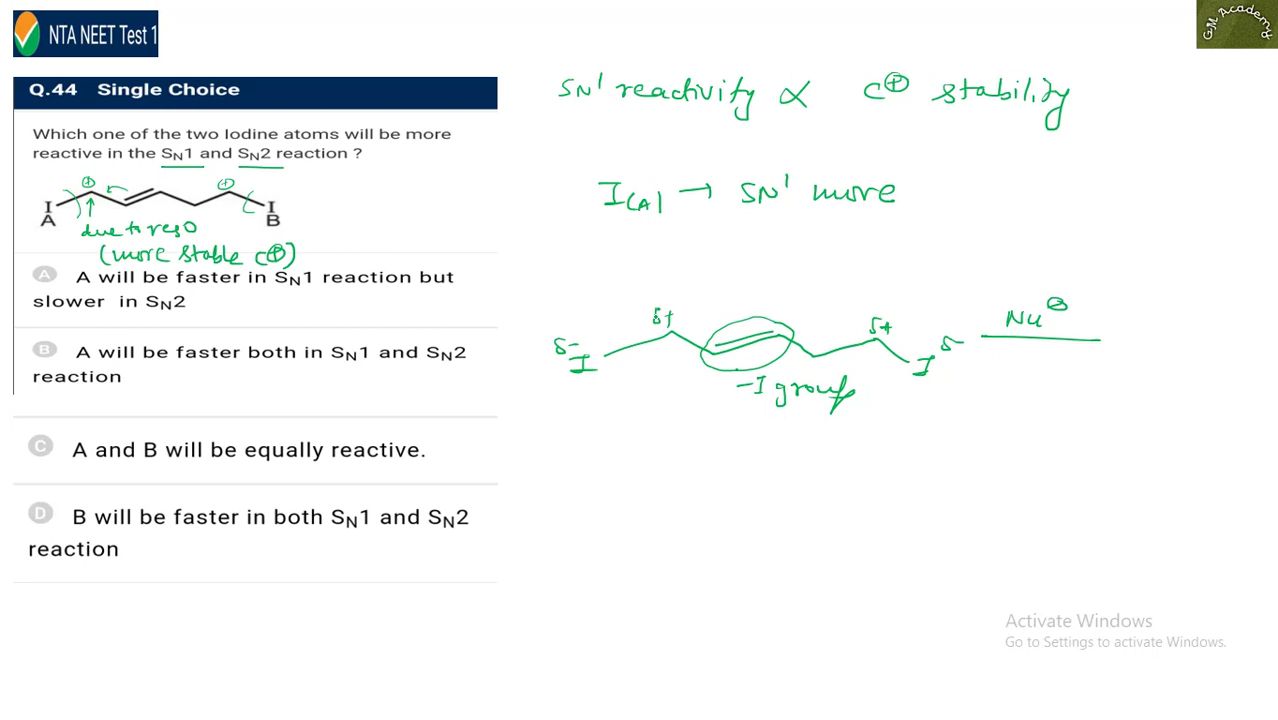 NTA NEET Test 1
GM Academy
Q.44 Single Choice
Which one of the two Iodine atoms will be more
reactive in the SN1 and SN2 reaction ?
⊕ ⊕
I I
A B
due to reso
(more stable C⊕)
A A will be faster in SN1 reaction but
slower in SN2
B A will be faster both in SN1 and SN2
reaction
C A and B will be equally reactive.
D B will be faster in both SN1 and SN2
reaction
SN1 reactivity ∝ C⊕ stability
I(A) → SN1 more
δ+ δ+ Nu⊖
δ- I I δ-
-I group
Activate Windows
Go to Settings to activate Windows.